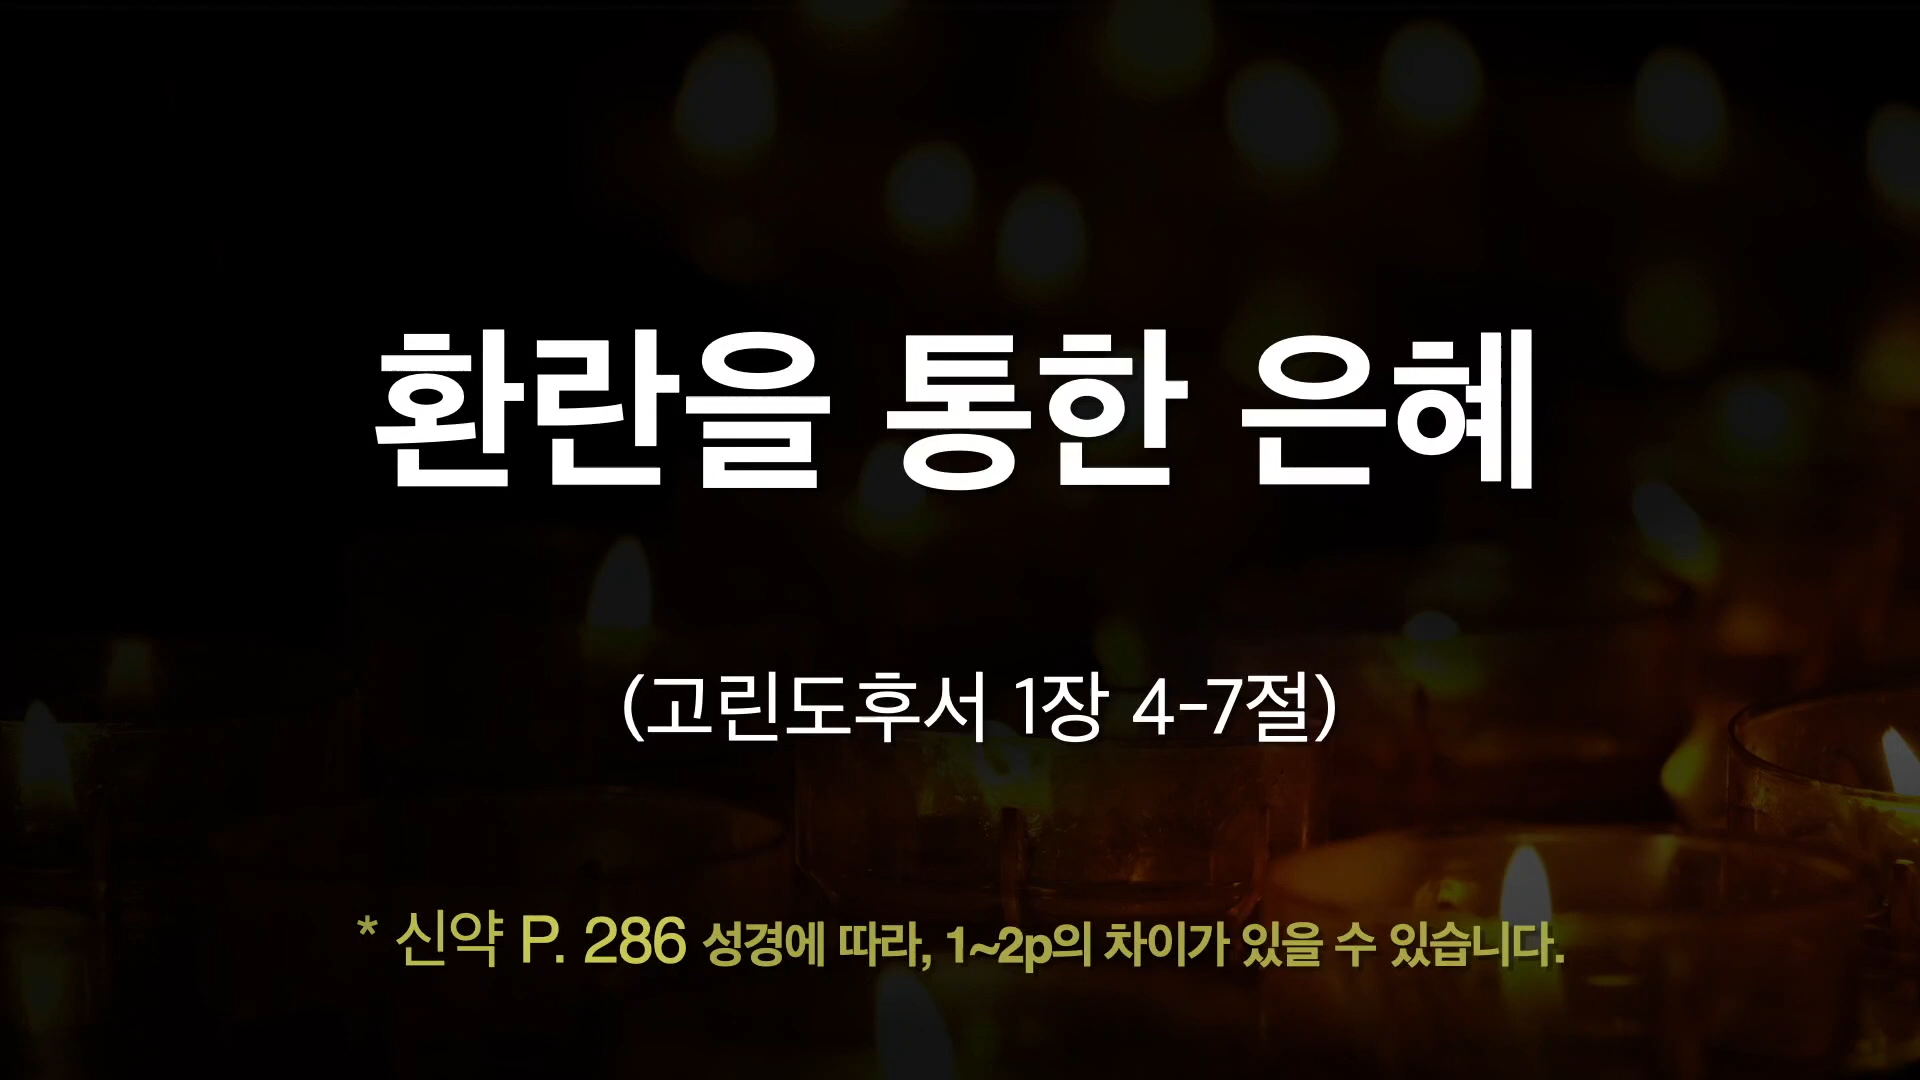 환란을 통한 은혜
(고린도후서 1장 4-7절)
* 신약 P. 286 성경에 따라, 1~2p의 차이가 있을 수 있습니다.